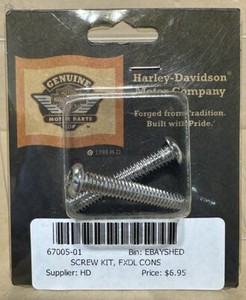 GENUINE
MOTOR PARTS
Harley-Davidson
Motor Company
Forged from Tradition.
Built with Pride.
67005-01 Bin: EBAYSHED
SCREW KIT, FXDL CONS
Supplier: HD Price: $6.95